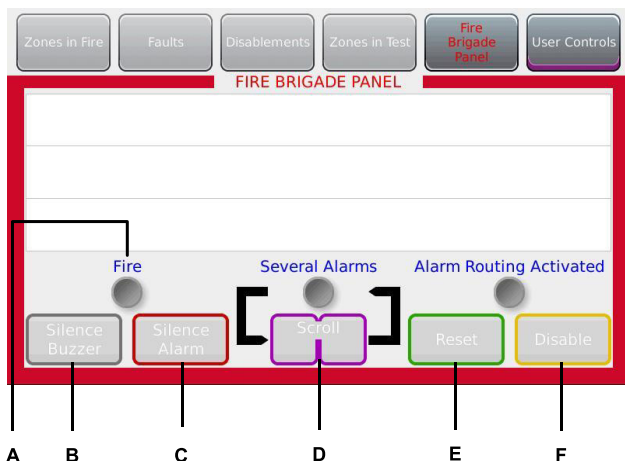 Zones in Fire
Faults
Disablements
Zones in Test
Fire
Brigade
Panel
User Controls
FIRE BRIGADE PANEL
Fire
Several Alarms
Alarm Routing Activated
Silence
Buzzer
Silence
Alarm
Scroll
Reset
Disable
A
B
C
D
E
F